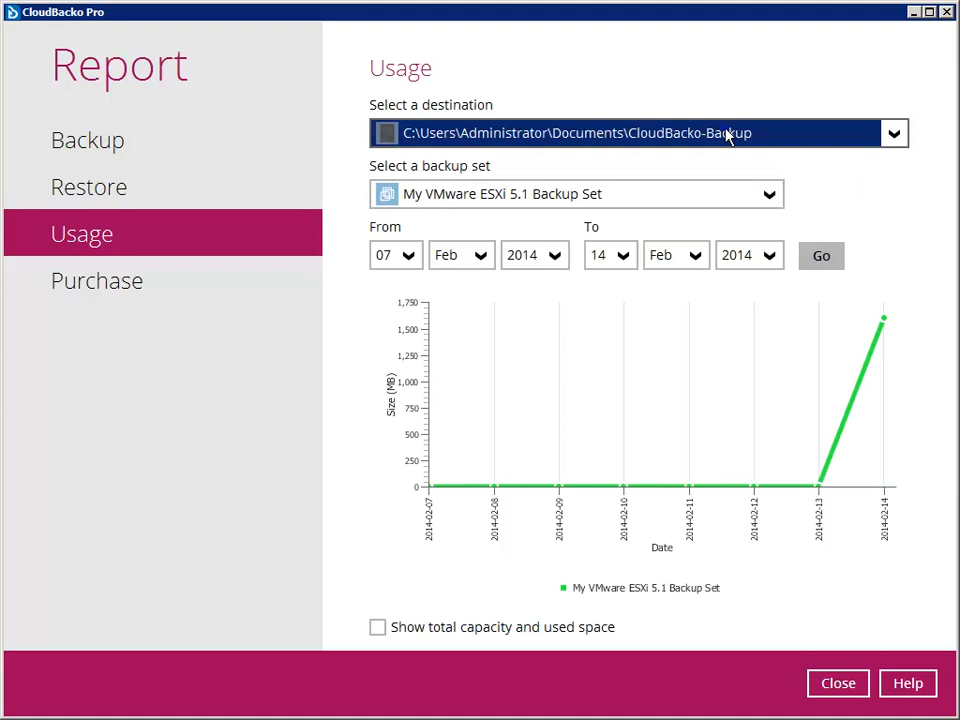 CloudBacko Pro
Report
Backup
Restore
Usage
Purchase
Usage
Select a destination
C:\Users\Administrator\Documents\CloudBacko-Backup
Select a backup set
My VMware ESXi 5.1 Backup Set
From To
07 Feb 2014 14 Feb 2014 Go
1,750
1,500
1,250
1,000
750
500
250
0
Size (MB)
2014-02-07
2014-02-08
2014-02-09
2014-02-10
2014-02-11
2014-02-12
2014-02-13
2014-02-14
Date
My VMware ESXi 5.1 Backup Set
Show total capacity and used space
Close Help